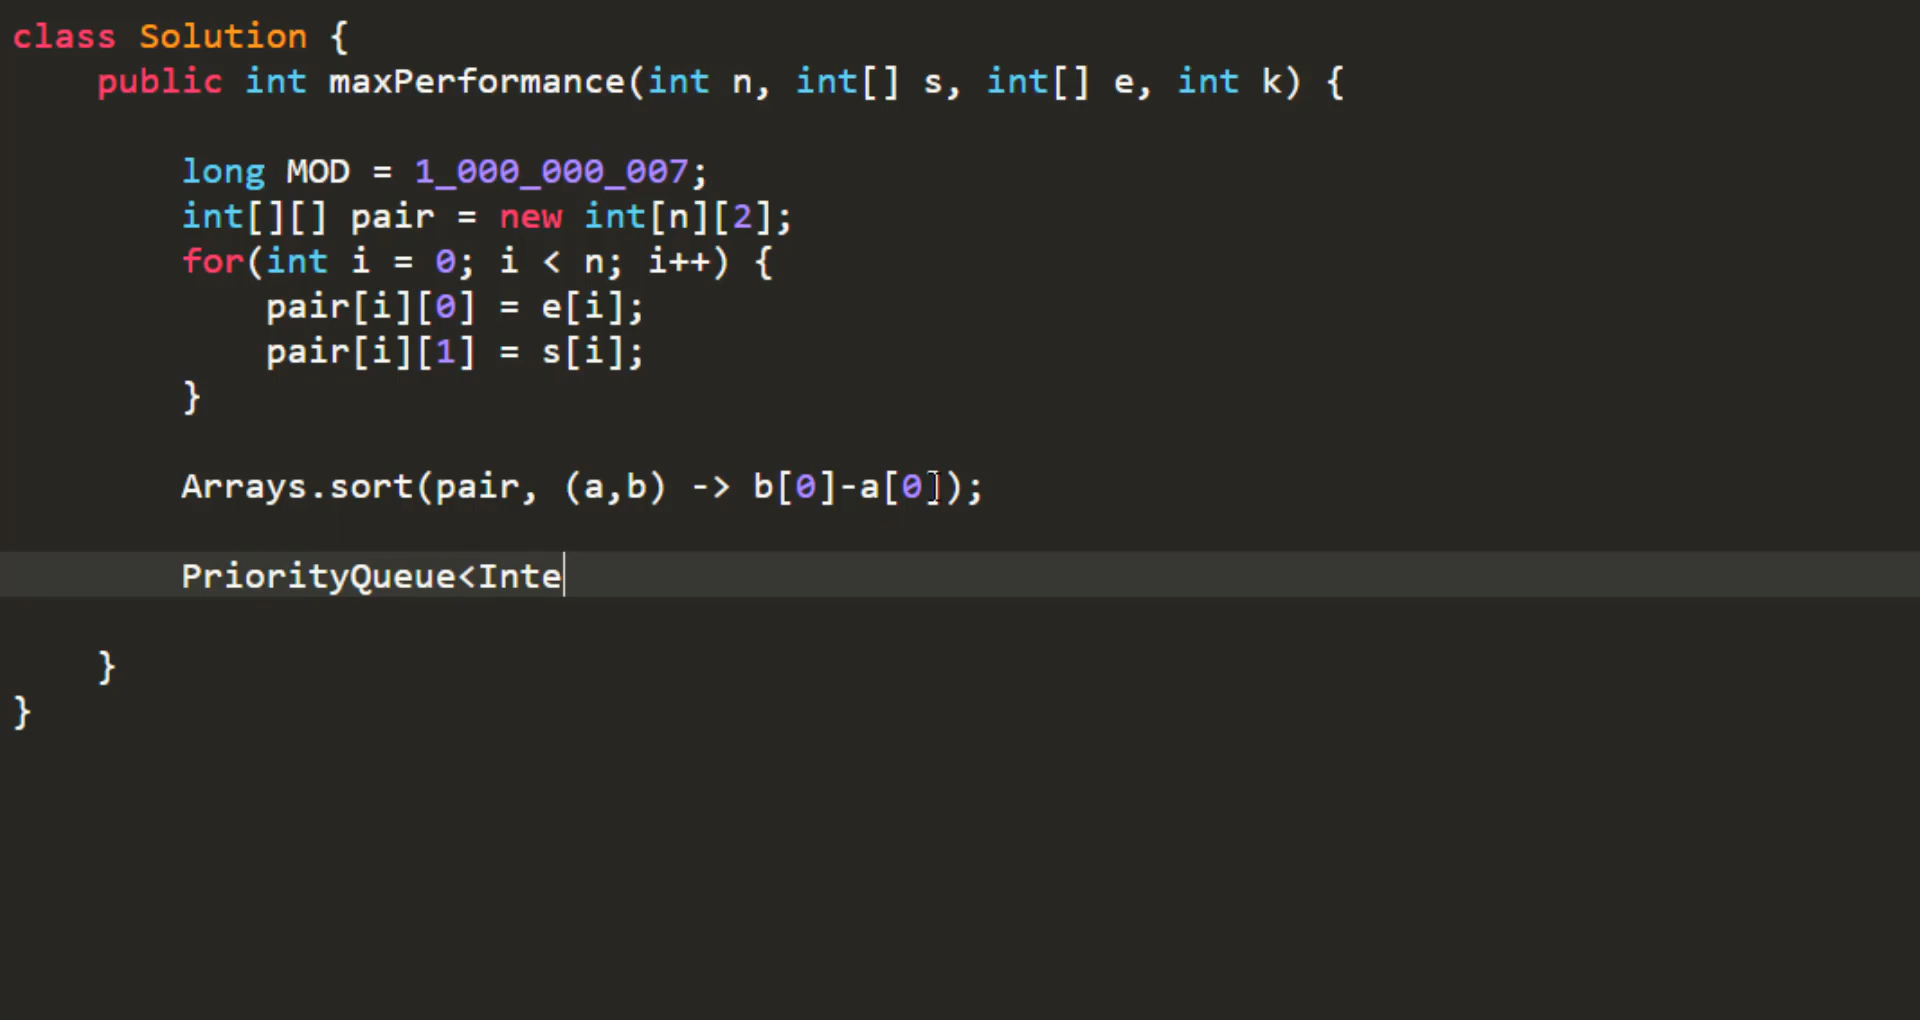 class Solution {
    public int maxPerformance(int n, int[] s, int[] e, int k) {
        long MOD = 1_000_000_007;
        int[][] pair = new int[n][2];
        for(int i = 0; i < n; i++) {
            pair[i][0] = e[i];
            pair[i][1] = s[i];
        }
        Arrays.sort(pair, (a,b) -> b[0]-a[0]);
        PriorityQueue<Inte
    }
}